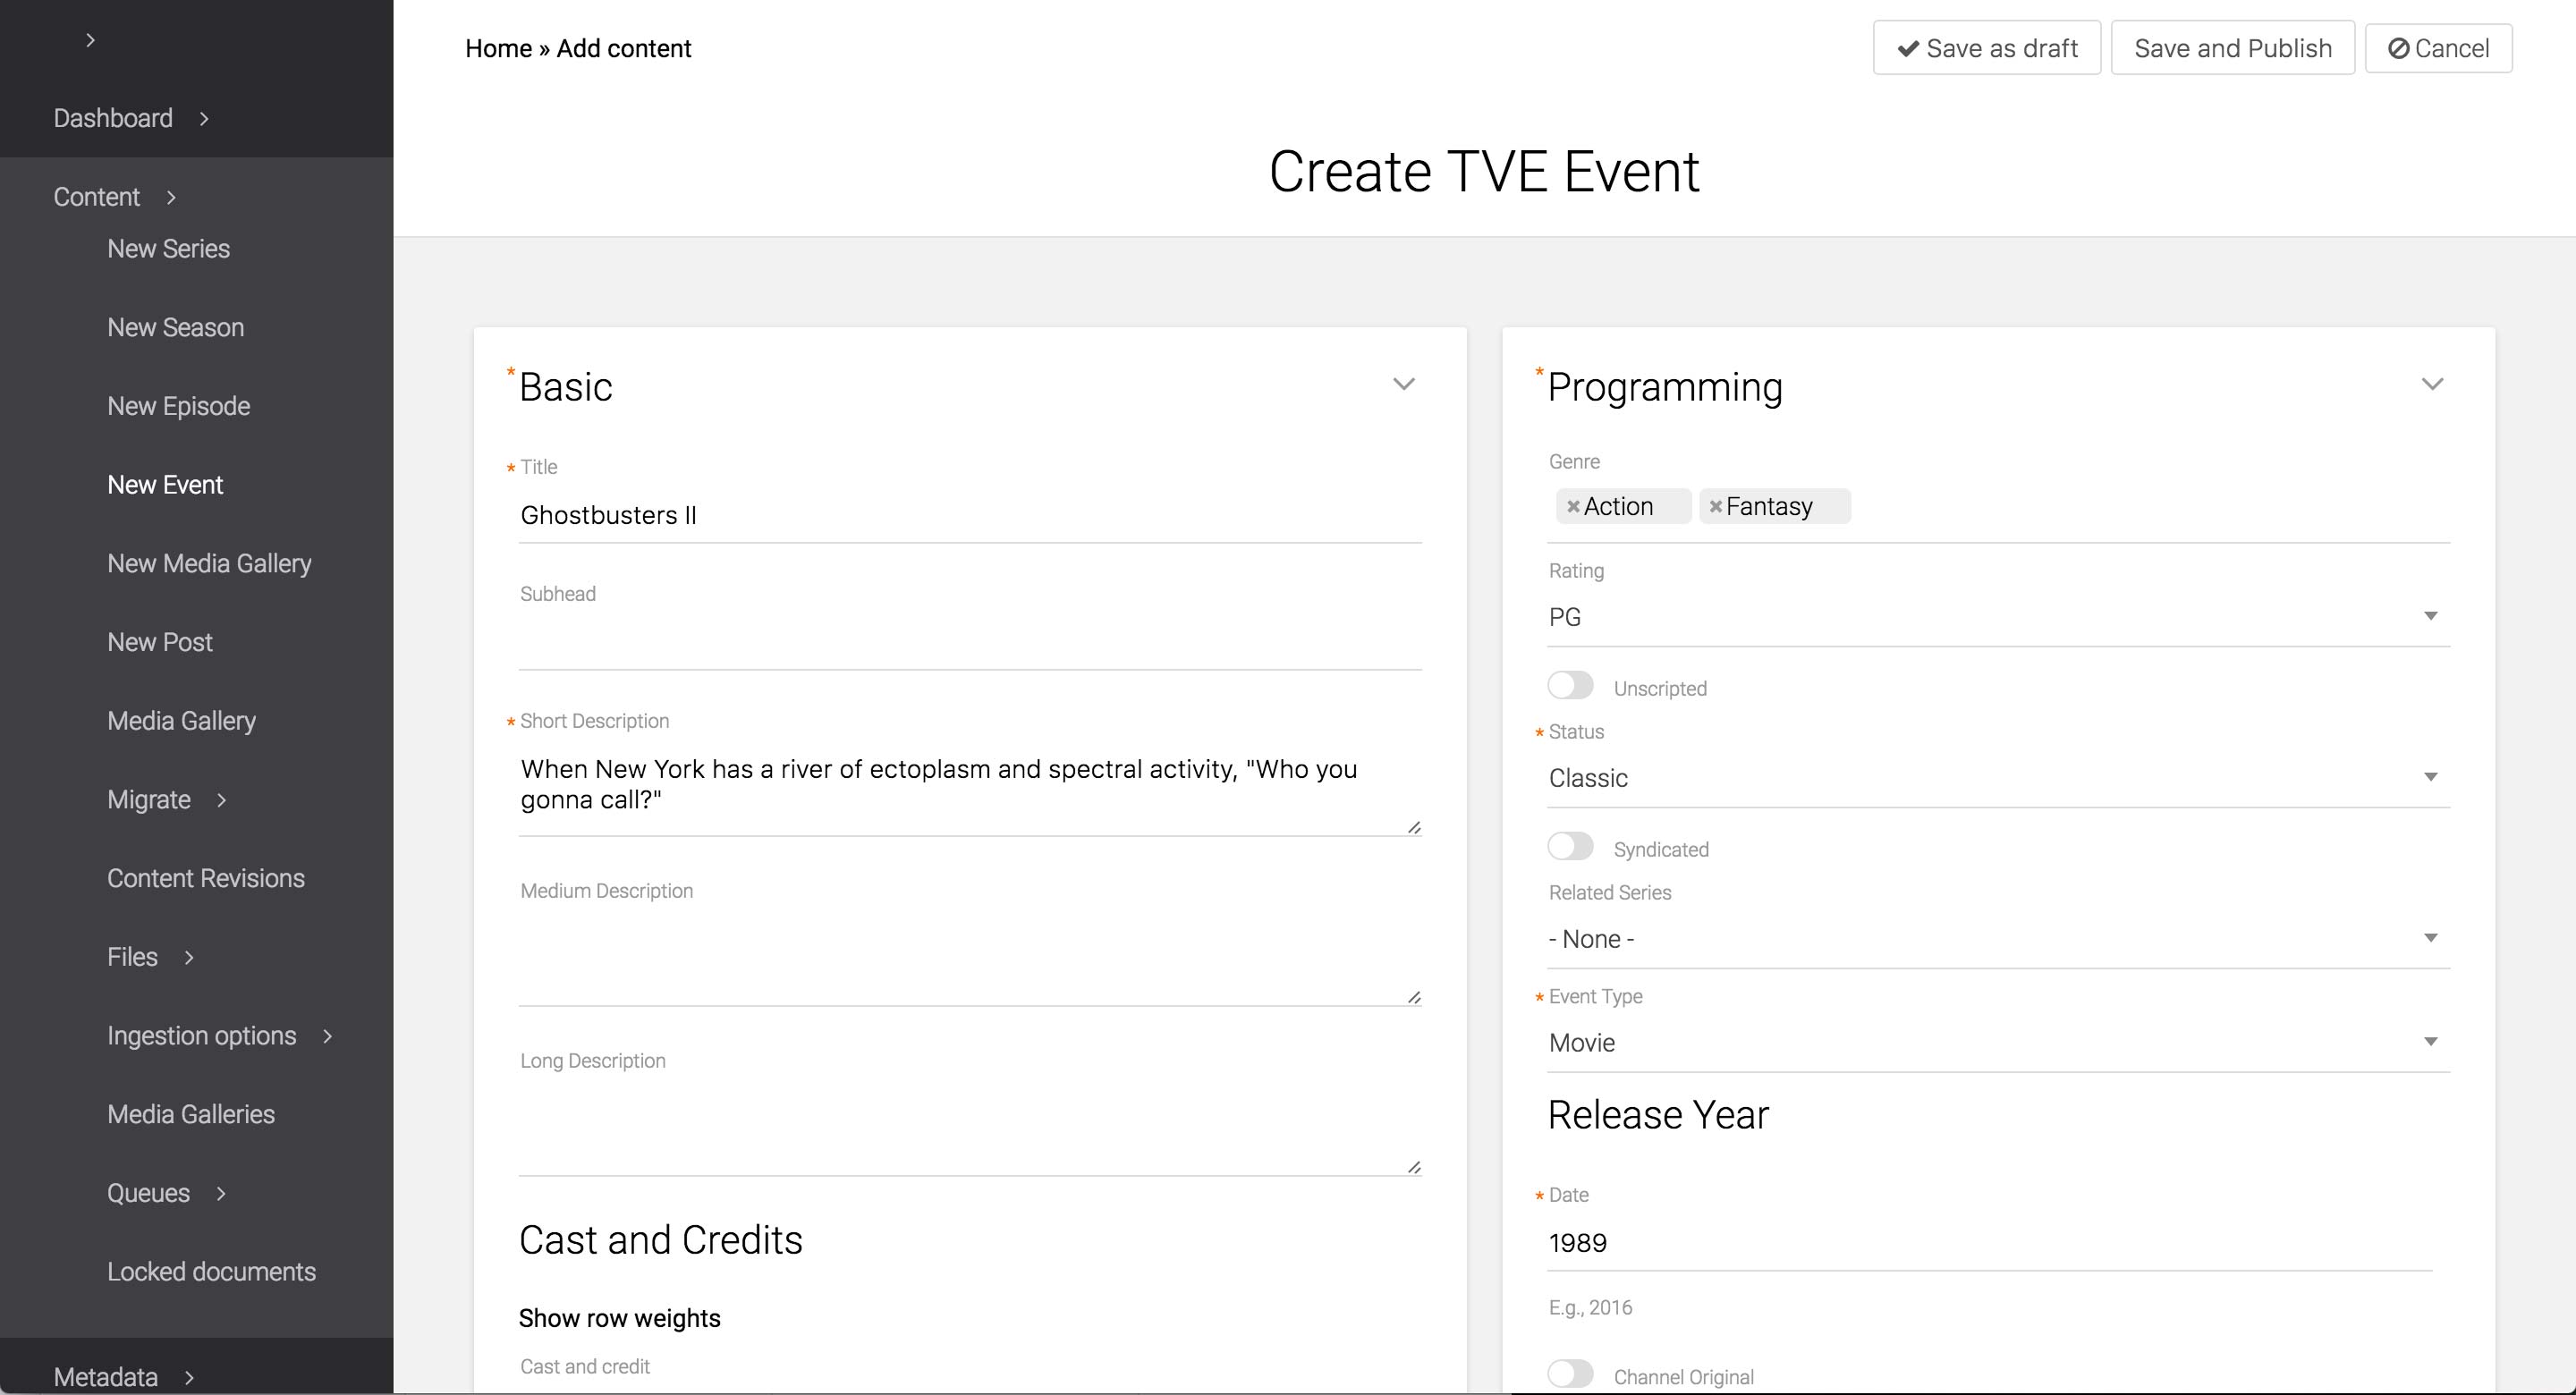 Dashboard
Content
New Series
New Season
New Episode
New Event
New Media Gallery
New Post
Media Gallery
Migrate
Content Revisions
Files
Ingestion options
Media Galleries
Queues
Locked documents
Metadata
Home » Add content
Save as draft
Save and Publish
Cancel
Create TVE Event
* Basic
* Title
Ghostbusters II
Subhead
* Short Description
When New York has a river of ectoplasm and spectral activity, "Who you
gonna call?"
Medium Description
Long Description
Cast and Credits
Show row weights
Cast and credit
* Programming
Genre
×Action ×Fantasy
Rating
PG
Unscripted
* Status
Classic
Syndicated
Related Series
- None -
* Event Type
Movie
Release Year
* Date
1989
E.g., 2016
Channel Original